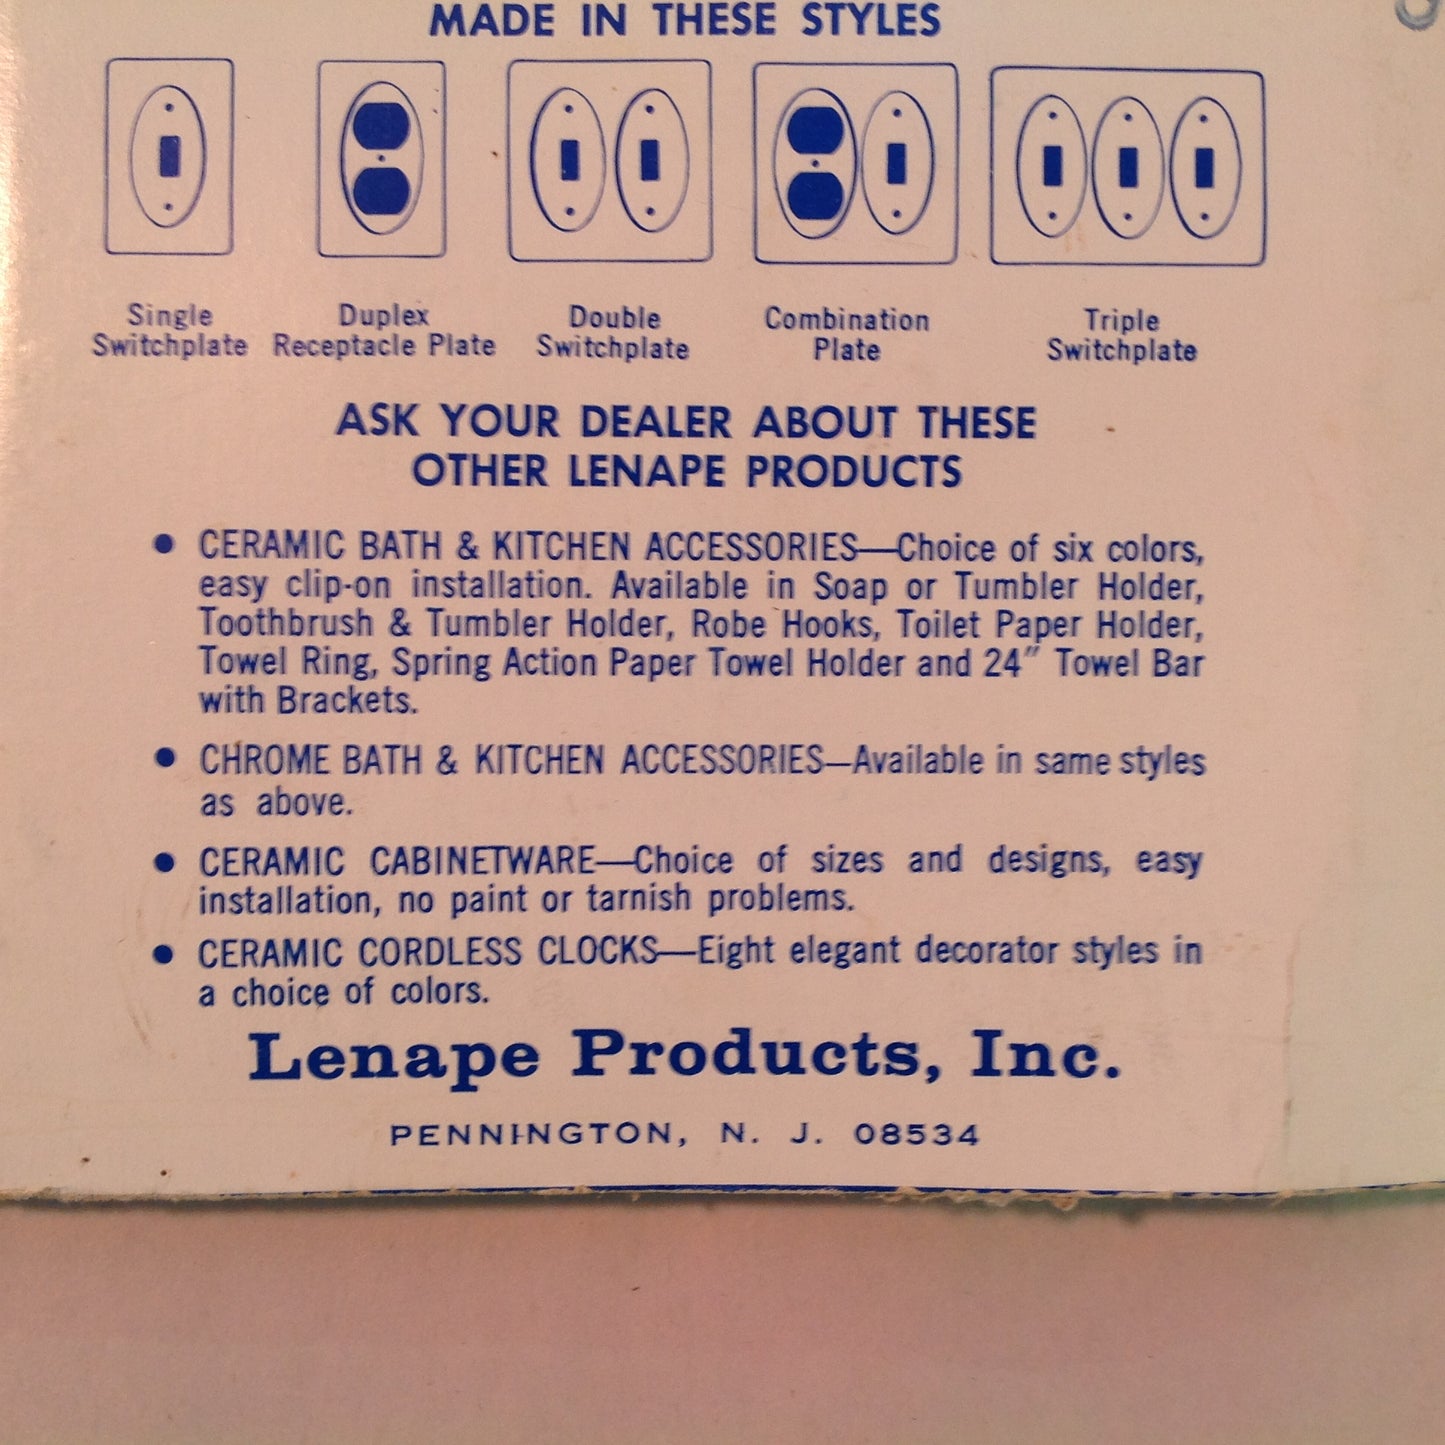 MADE IN THESE STYLES
Single
Switchplate
Duplex
Receptacle Plate
Double
Switchplate
Combination
Plate
Triple
Switchplate
ASK YOUR DEALER ABOUT THESE
OTHER LENAPE PRODUCTS
● CERAMIC BATH & KITCHEN ACCESSORIES—Choice of six colors,
easy clip-on installation. Available in Soap or Tumbler Holder,
Toothbrush & Tumbler Holder, Robe Hooks, Toilet Paper Holder,
Towel Ring, Spring Action Paper Towel Holder and 24″ Towel Bar
with Brackets.
● CHROME BATH & KITCHEN ACCESSORIES—Available in same styles
as above.
● CERAMIC CABINETWARE—Choice of sizes and designs, easy
installation, no paint or tarnish problems.
● CERAMIC CORDLESS CLOCKS—Eight elegant decorator styles in
a choice of colors.
Lenape Products, Inc.
PENNINGTON, N. J. 08534